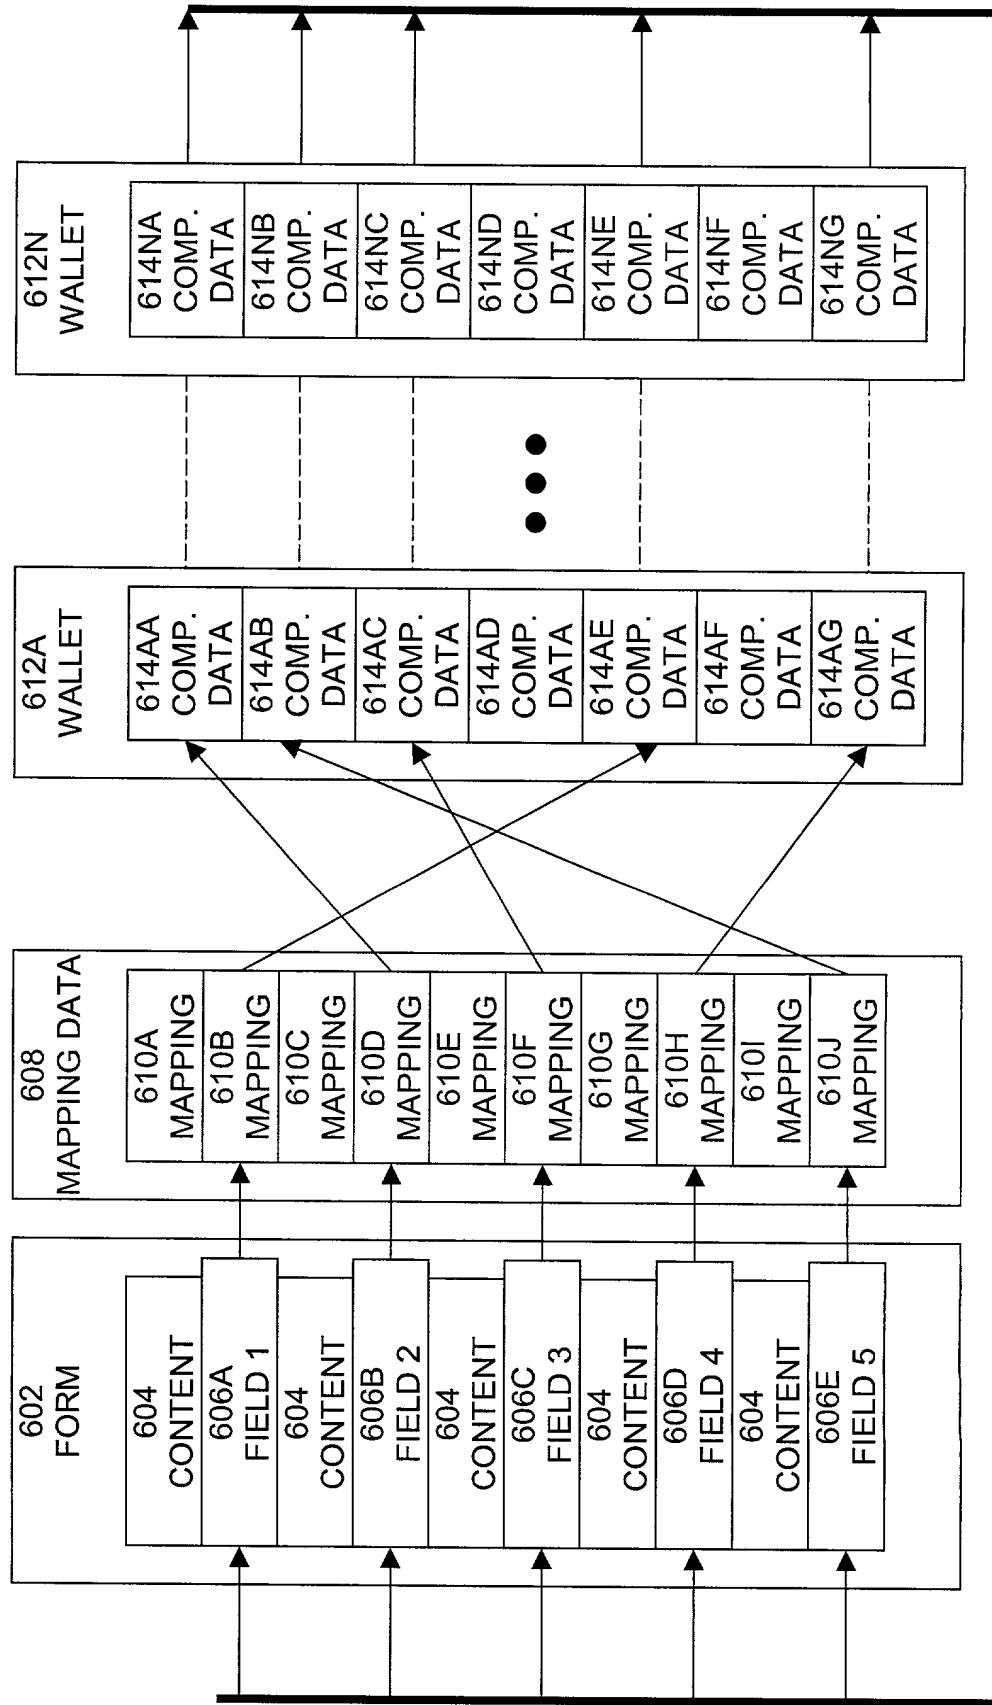 602
FORM
604
CONTENT
606A
FIELD 1
604
CONTENT
606B
FIELD 2
604
CONTENT
606C
FIELD 3
604
CONTENT
606D
FIELD 4
604
CONTENT
606E
FIELD 5
608
MAPPING DATA
610A
MAPPING
610B
MAPPING
610C
MAPPING
610D
MAPPING
610E
MAPPING
610F
MAPPING
610G
MAPPING
610H
MAPPING
610I
MAPPING
610J
MAPPING
612A
WALLET
614AA
COMP.
DATA
614AB
COMP.
DATA
614AC
COMP.
DATA
614AD
COMP.
DATA
614AE
COMP.
DATA
614AF
COMP.
DATA
614AG
COMP.
DATA
612N
WALLET
614NA
COMP.
DATA
614NB
COMP.
DATA
614NC
COMP.
DATA
614ND
COMP.
DATA
614NE
COMP.
DATA
614NF
COMP.
DATA
614NG
COMP.
DATA